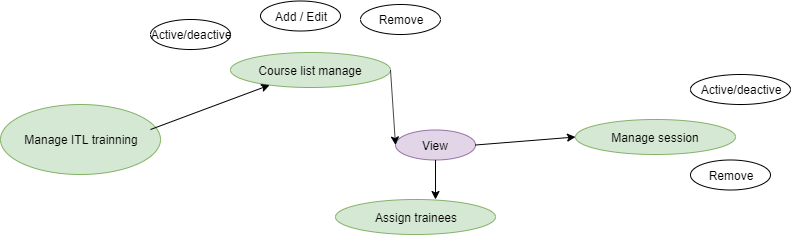 Add / Edit
Remove
Active/deactive
Course list manage
Active/deactive
Manage ITL trainning
View
Manage session
Remove
Assign trainees